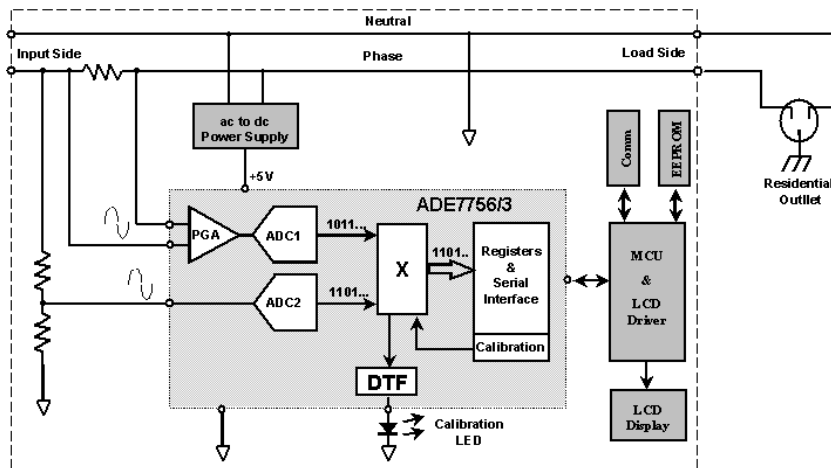 Neutral
Input Side
Phase
Load Side
ac to dc
Power Supply
+5V
ADE7756/3
PGA
ADC1
1011...
ADC2
1101...
X
1101..
Registers
&
Serial
Interface
Calibration
DTF
Calibration
LED
Comm
EEPROM
MCU
&
LCD
Driver
LCD
Display
Residential
Outllet